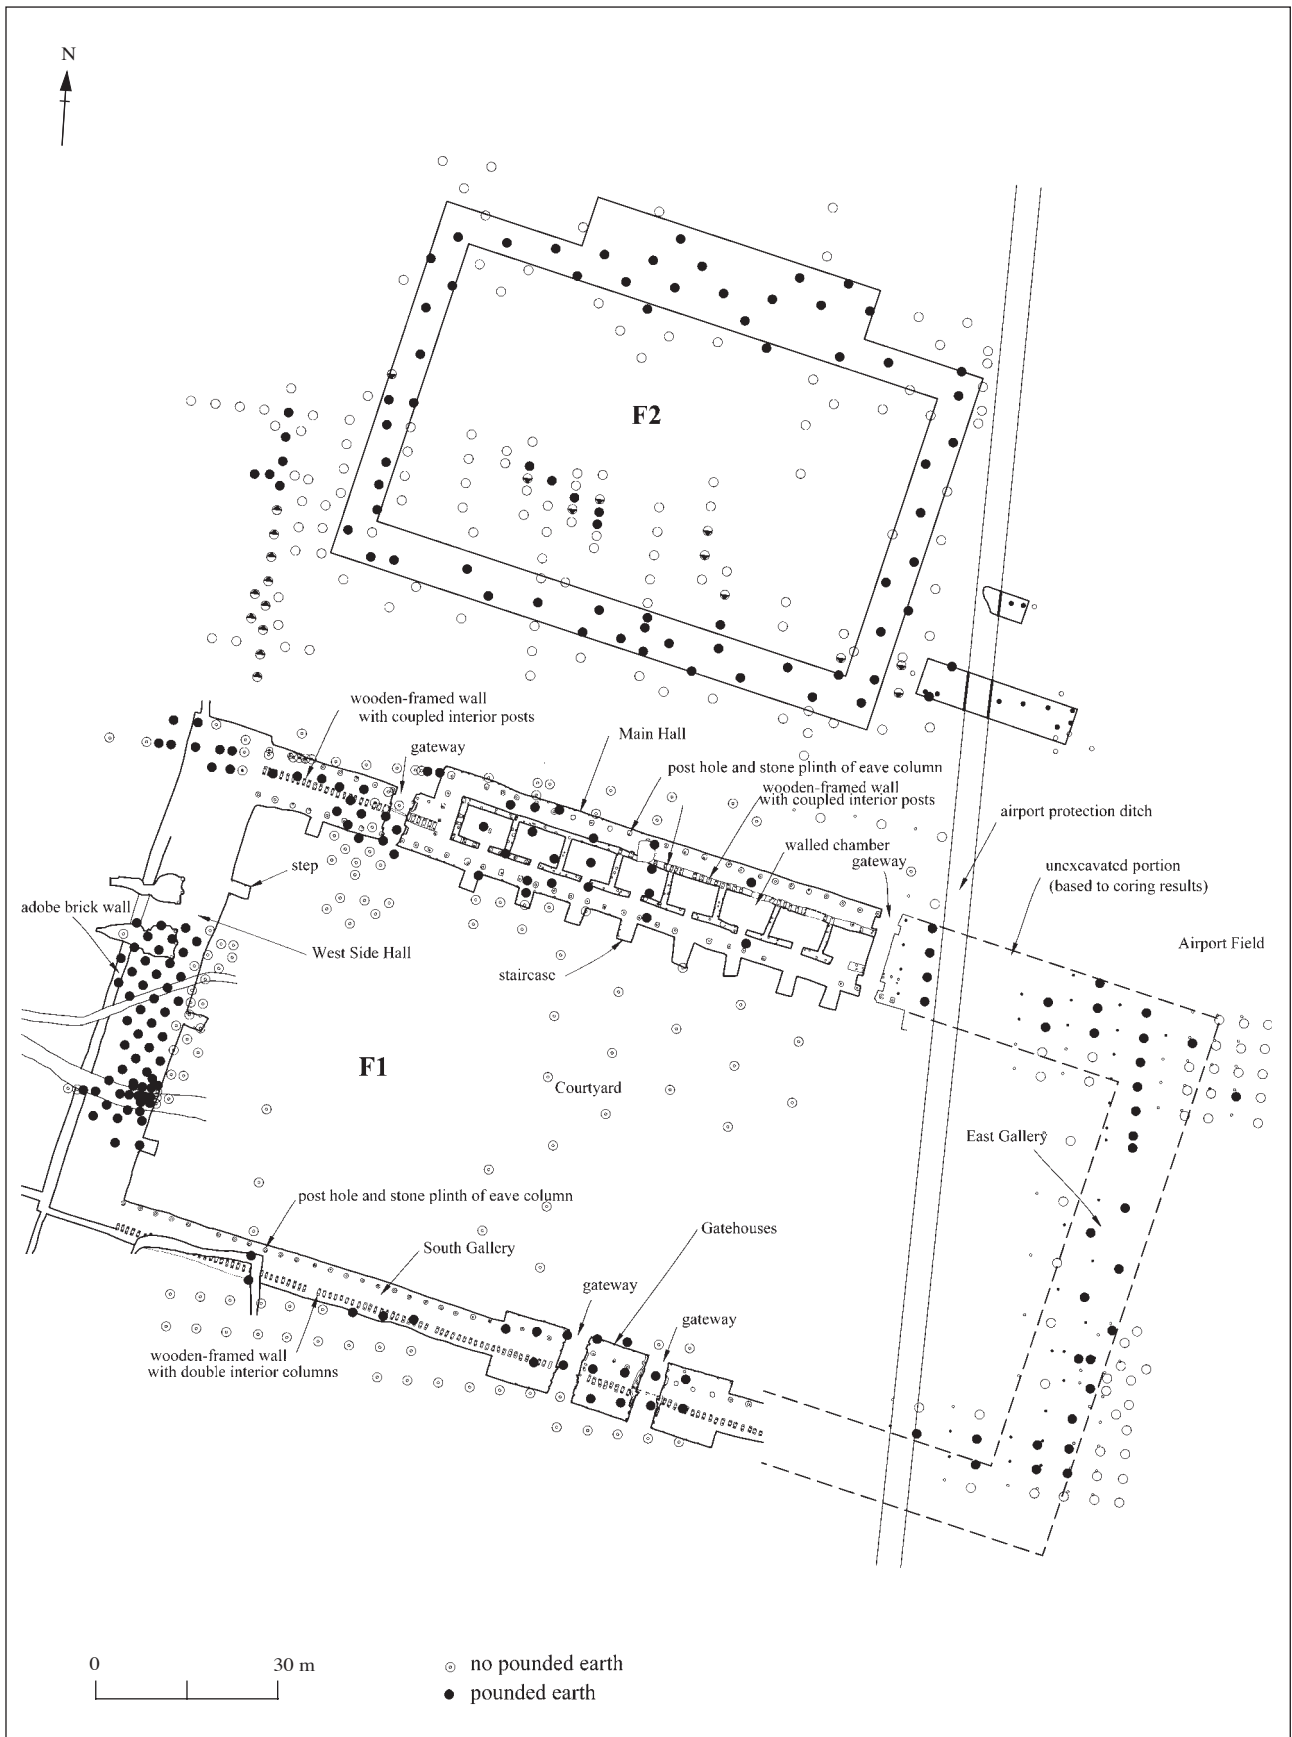 N
F2
wooden-framed wall
with coupled interior posts
gateway
Main Hall
post hole and stone plinth of eave column
wooden-framed wall
with coupled interior posts
airport protection ditch
walled chamber
gateway
step
unexcavated portion
(based to coring results)
adobe brick wall
West Side Hall
Airport Field
staircase
F1
Courtyard
East Gallery
post hole and stone plinth of eave column
South Gallery
Gatehouses
gateway
gateway
wooden-framed wall
with double interior columns
0
30 m
no pounded earth
pounded earth